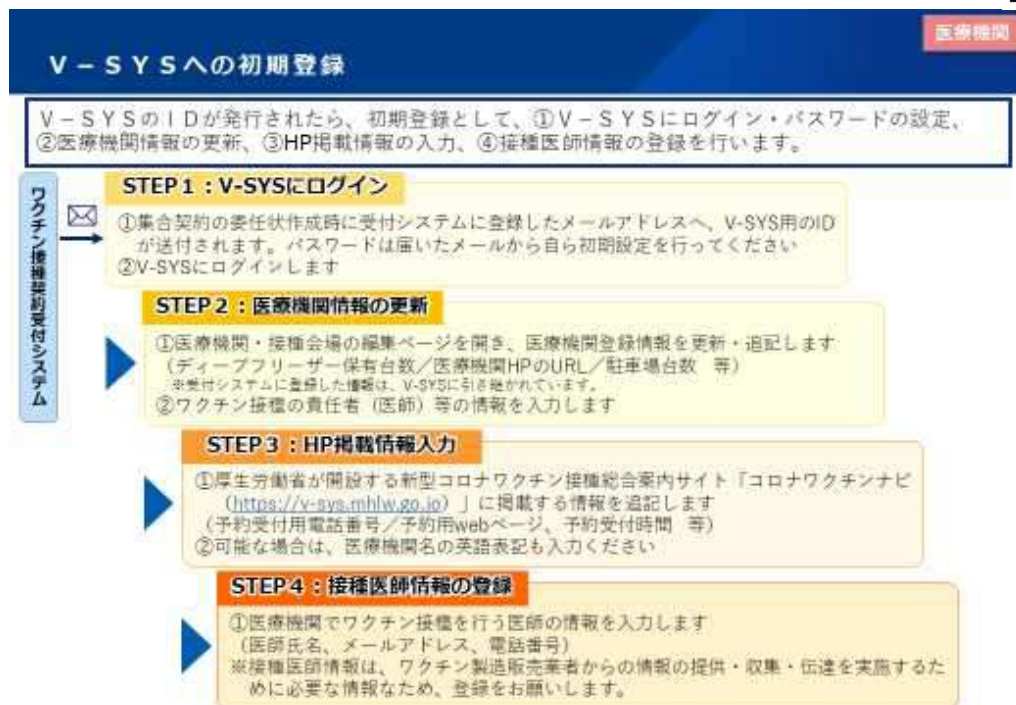 医療機関
V－SYSへの初期登録
V－SYSのIDが発行されたら、初期登録として、①V－SYSにログイン・パスワードの設定、
②医療機関情報の更新、③HP掲載情報の入力、④接種医師情報の登録を行います。
ワクチン接種契約受付システム
STEP1：V-SYSにログイン
①集合契約の委任状作成時に受付システムに登録したメールアドレスへ、V-SYS用のID
が送付されます。パスワードは届いたメールから自ら初期設定を行ってください
②V-SYSにログインします
STEP2：医療機関情報の更新
①医療機関・接種会場の編集ページを開き、医療機関登録情報を更新・追記します
（ディープフリーザー保有台数／医療機関HPのURL／駐車場台数　等）
※受付システムに登録した情報は、V-SYSに引き継がれています。
②ワクチン接種の責任者（医師）等の情報を入力します
STEP3：HP掲載情報入力
①厚生労働省が開設する新型コロナワクチン接種総合案内サイト「コロナワクチンナビ
（https://v-sys.mhlw.go.jp）」に掲載する情報を追記します
（予約受付用電話番号／予約用webページ、予約受付時間　等）
②可能な場合は、医療機関名の英語表記も入力ください
STEP4：接種医師情報の登録
①医療機関でワクチン接種を行う医師の情報を入力します
（医師氏名、メールアドレス、電話番号）
※接種医師情報は、ワクチン製造販売業者からの情報の提供・収集・伝達を実施するた
めに必要な情報なため、登録をお願いします。